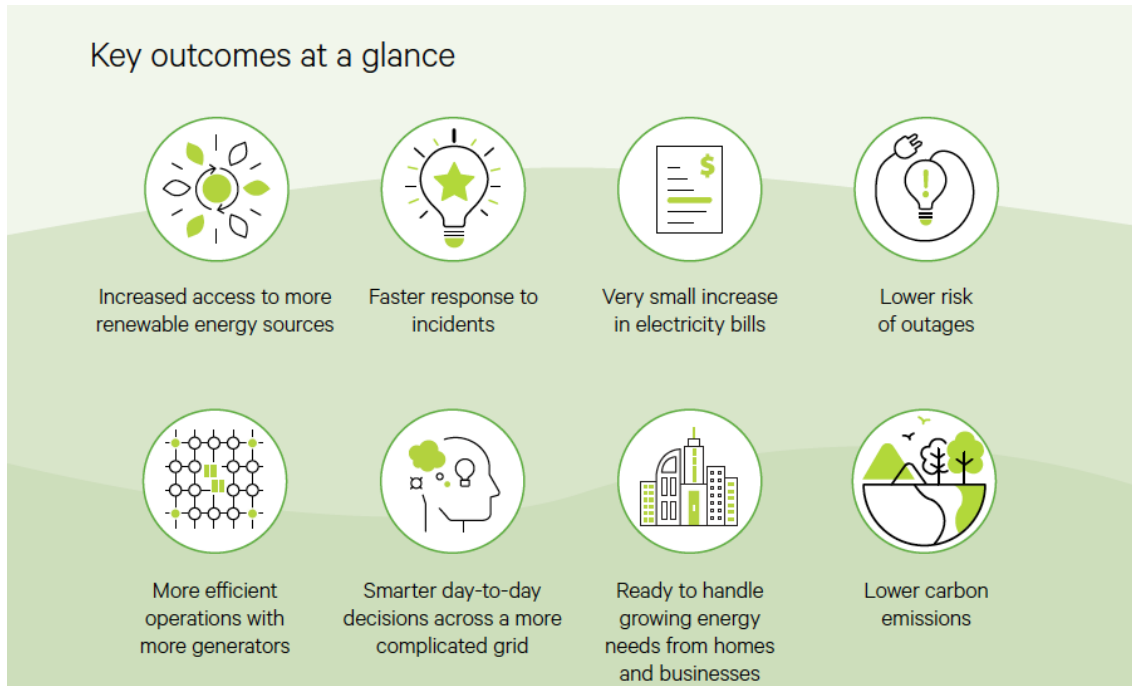 Key outcomes at a glance
$
!
Increased access to more
renewable energy sources
Faster response to
incidents
Very small increase
in electricity bills
Lower risk
of outages
More efficient
operations with
more generators
Smarter day-to-day
decisions across a more
complicated grid
Ready to handle
growing energy
needs from homes
and businesses
Lower carbon
emissions